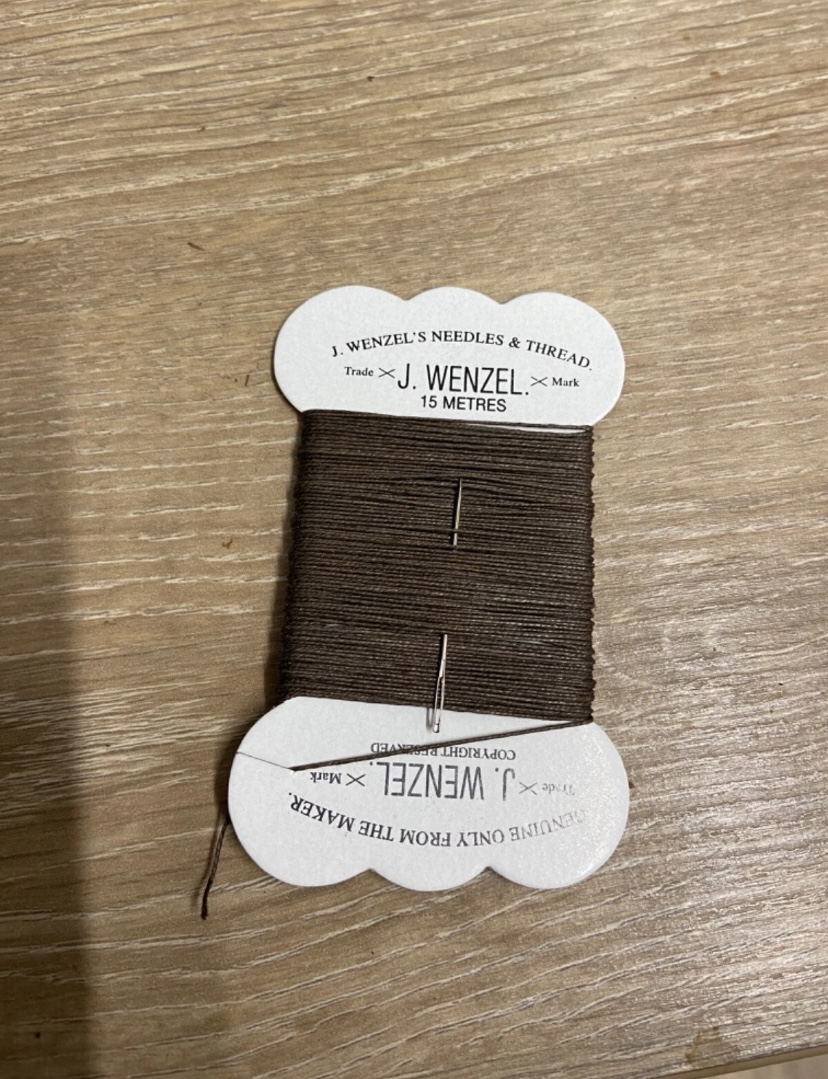 J. WENZEL'S NEEDLES & THREAD.
Trade J. WENZEL. Mark
15 METRES
COPYRIGHT RESERVED
Trade J. WENZEL. Mark
GENUINE ONLY FROM THE MAKER.